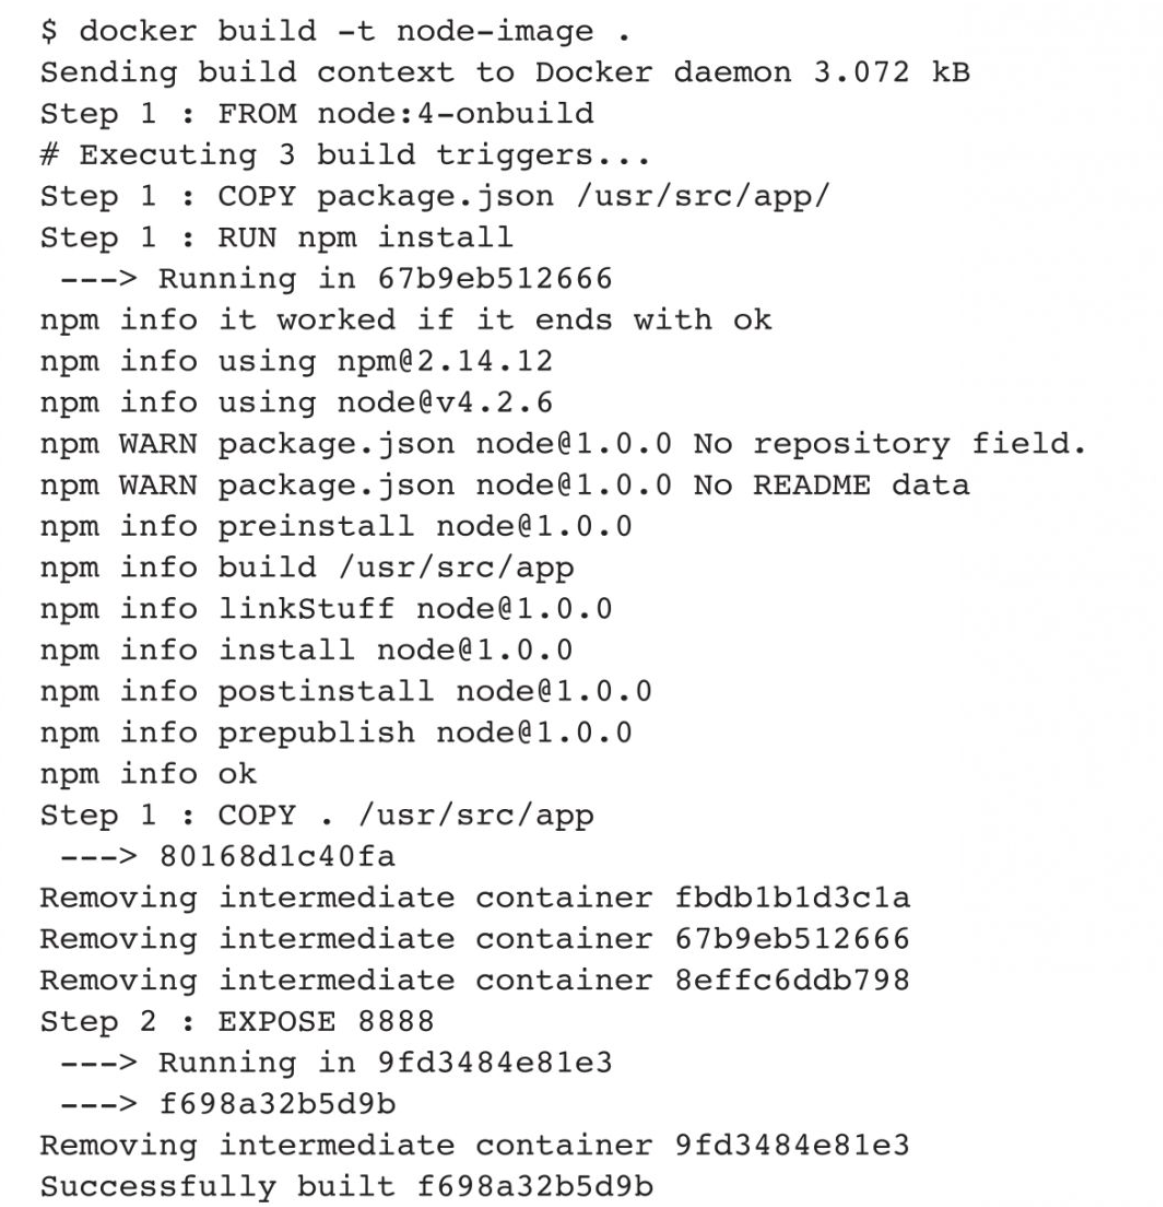 $ docker build -t node-image .
Sending build context to Docker daemon 3.072 kB
Step 1 : FROM node:4-onbuild
# Executing 3 build triggers...
Step 1 : COPY package.json /usr/src/app/
Step 1 : RUN npm install
 ---> Running in 67b9eb512666
npm info it worked if it ends with ok
npm info using npm@2.14.12
npm info using node@v4.2.6
npm WARN package.json node@1.0.0 No repository field.
npm WARN package.json node@1.0.0 No README data
npm info preinstall node@1.0.0
npm info build /usr/src/app
npm info linkStuff node@1.0.0
npm info install node@1.0.0
npm info postinstall node@1.0.0
npm info prepublish node@1.0.0
npm info ok
Step 1 : COPY . /usr/src/app
 ---> 80168d1c40fa
Removing intermediate container fbdb1b1d3c1a
Removing intermediate container 67b9eb512666
Removing intermediate container 8effc6ddb798
Step 2 : EXPOSE 8888
 ---> Running in 9fd3484e81e3
 ---> f698a32b5d9b
Removing intermediate container 9fd3484e81e3
Successfully built f698a32b5d9b